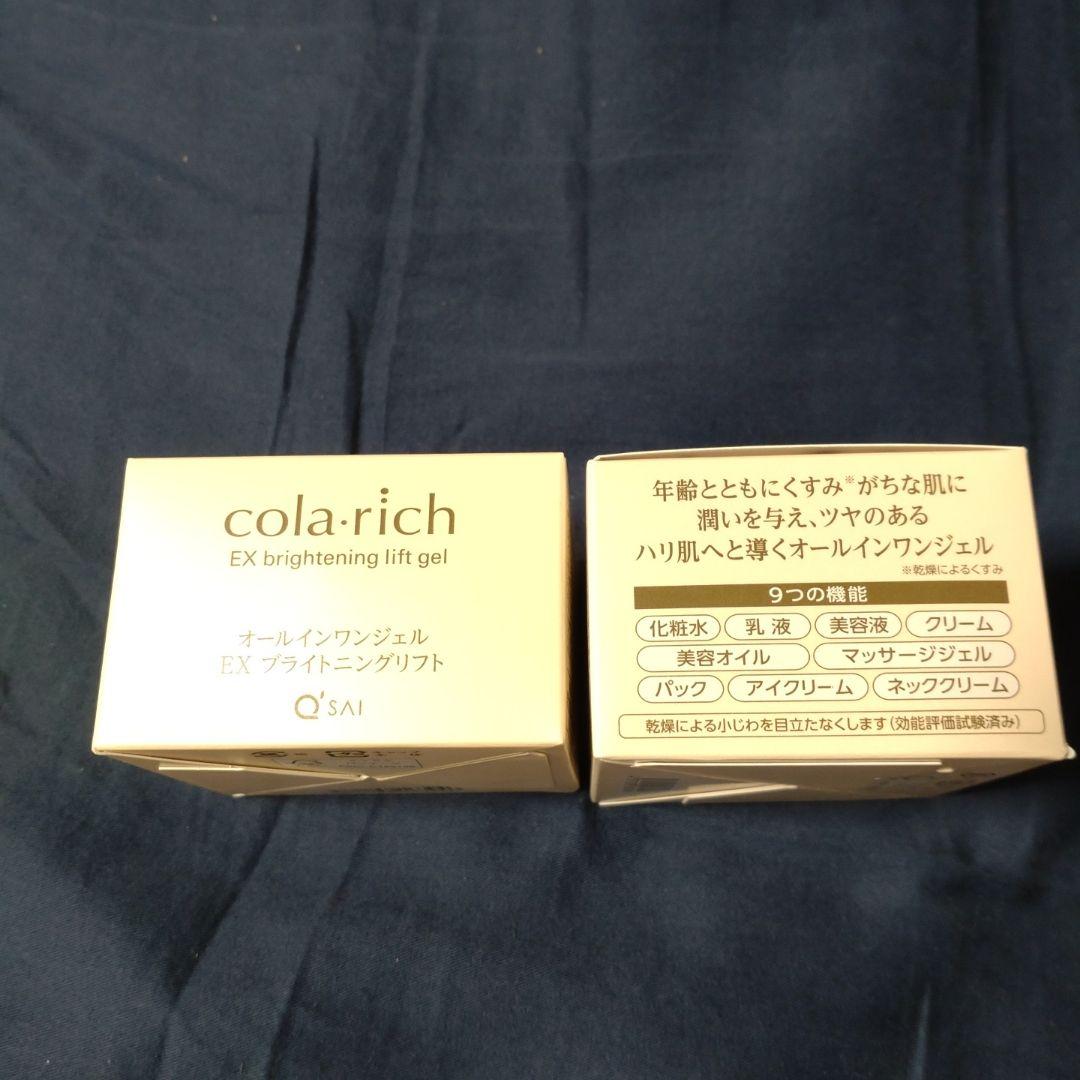 cola·rich
EX brightening lift gel
オールインワンジェル
EX ブライトニングリフト
Q'SAI
年齢とともにくすみ※がちな肌に
潤いを与え、ツヤのある
ハリ肌へと導くオールインワンジェル
※乾燥によるくすみ
9つの機能
化粧水 乳液 美容液 クリーム
美容オイル マッサージジェル
パック アイクリーム ネッククリーム
乾燥による小じわを目立たなくします(効能評価試験済み)